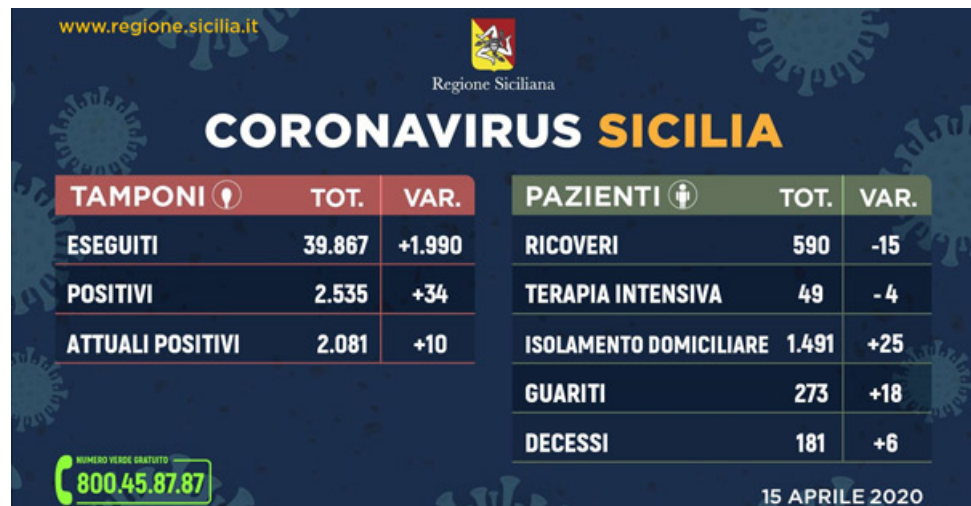 www.regione.sicilia.it
Regione Siciliana
CORONAVIRUS SICILIA
TAMPONI TOT. VAR.
ESEGUITI 39.867 +1.990
POSITIVI 2.535 +34
ATTUALI POSITIVI 2.081 +10
PAZIENTI TOT. VAR.
RICOVERI 590 -15
TERAPIA INTENSIVA 49 -4
ISOLAMENTO DOMICILIARE 1.491 +25
GUARITI 273 +18
DECESSI 181 +6
NUMERO VERDE GRATUITO
800.45.87.87
15 APRILE 2020